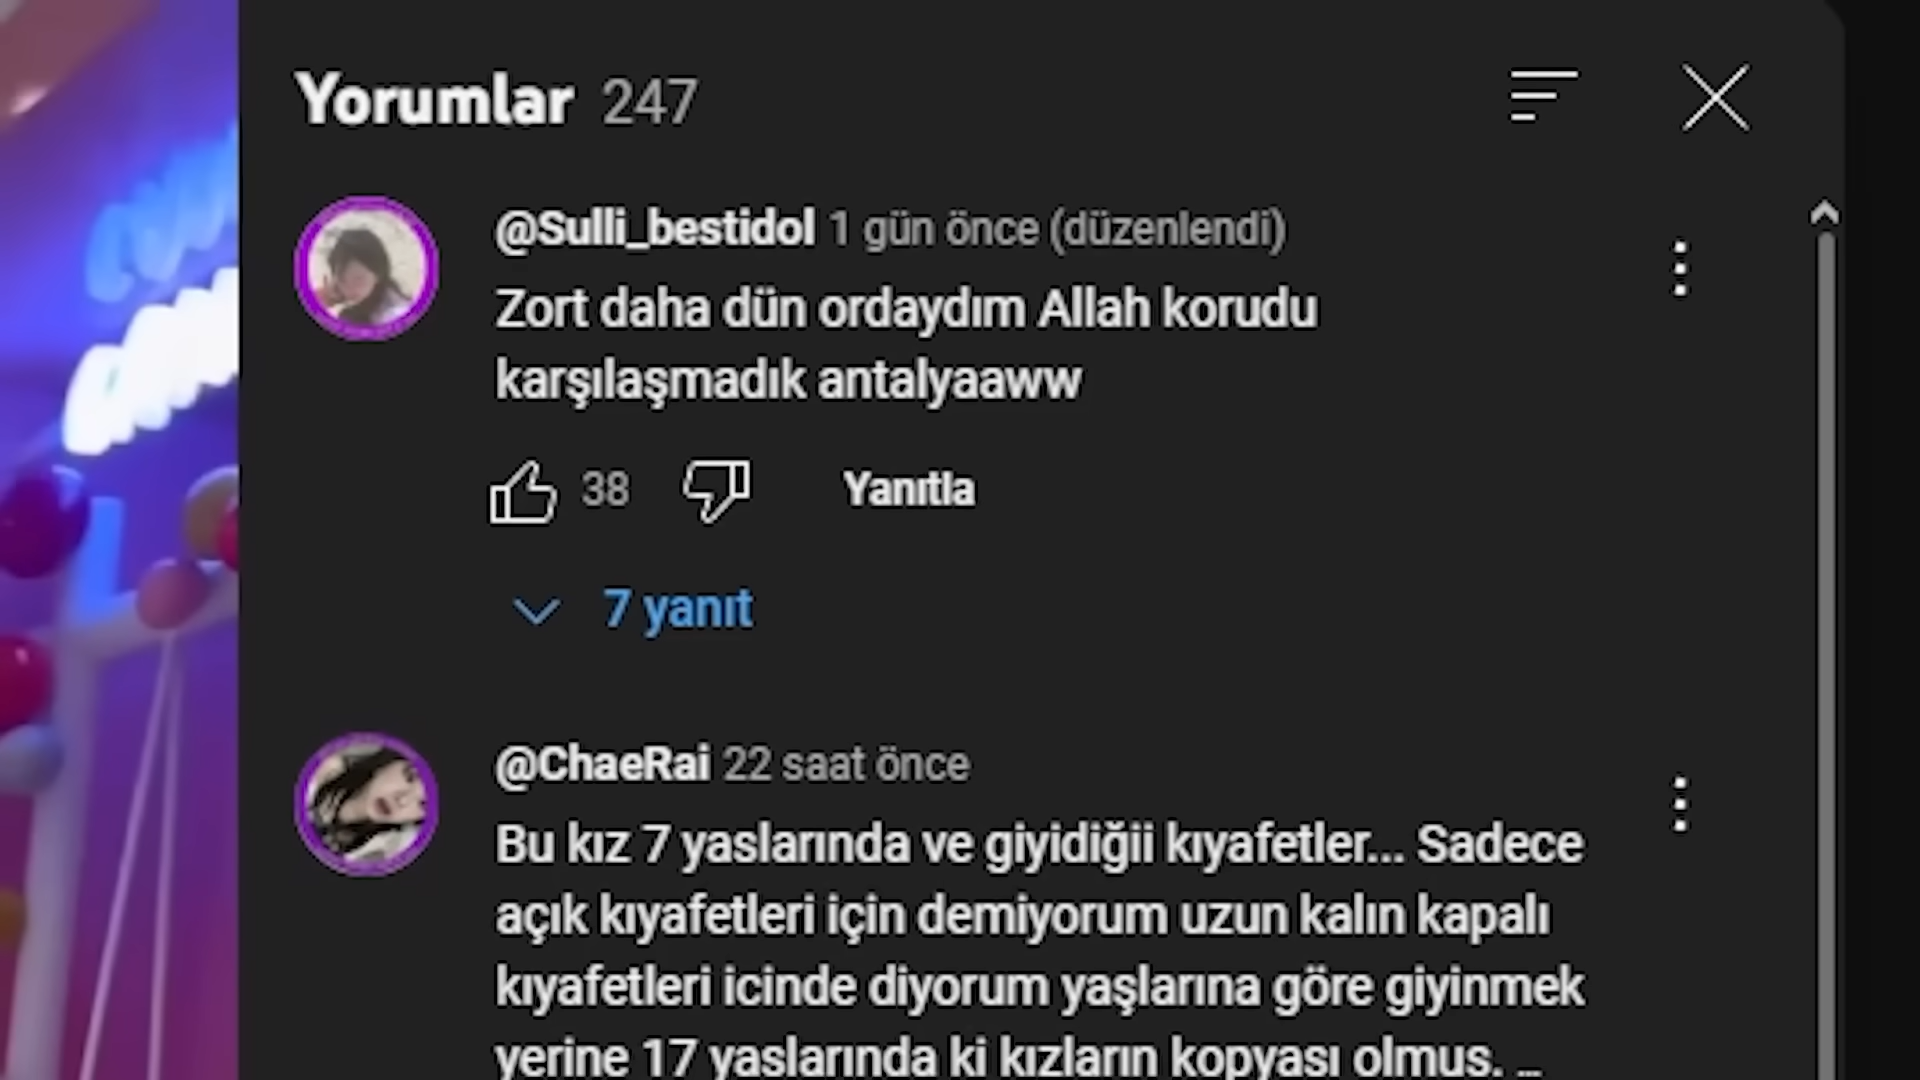 Yorumlar 247
@Sulli_bestidol 1 gün önce (düzenlendi)
Zort daha dün ordaydım Allah korudu
karşılaşmadık antalyaaww
38 Yanıtla
7 yanıt
@ChaeRai 22 saat önce
Bu kız 7 yaslarında ve giyidiğii kıyafetler... Sadece
açık kıyafetleri için demiyorum uzun kalın kapalı
kıyafetleri icinde diyorum yaşlarına göre giyinmek
yerine 17 yaslarında ki kızların kopyası olmus. ...